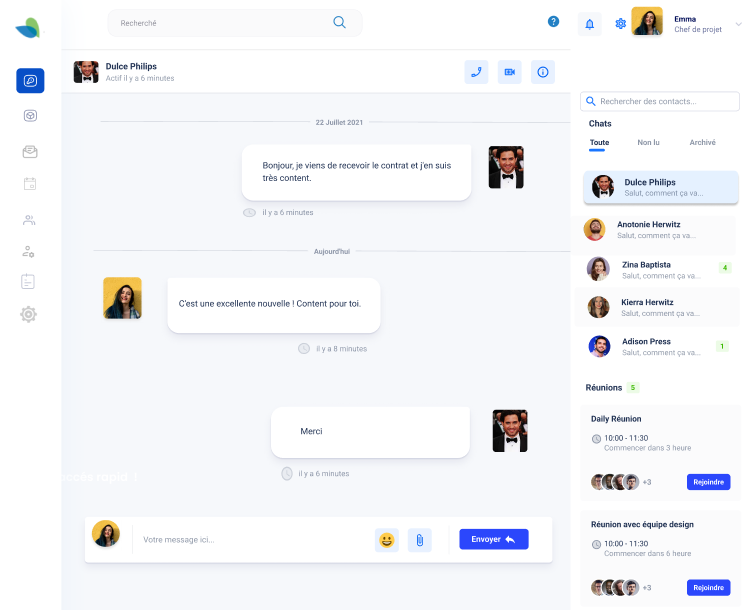 Recherché
Emma
Chef de projet
Dulce Philips
Actif il y a 6 minutes
22 Juillet 2021
Bonjour, je viens de recevoir le contrat et j'en suis
très content.
il y a 6 minutes
Aujourd'hui
C'est une excellente nouvelle ! Content pour toi.
il y a 8 minutes
Merci
il y a 6 minutes
accès rapid !
Votre message ici...
Envoyer
Rechercher des contacts...
Chats
Toute
Non lu
Archivé
Dulce Philips
Salut, comment ça va...
Anotonie Herwitz
Salut, comment ça va...
Zina Baptista
Salut, comment ça va...
4
Kierra Herwitz
Salut, comment ça va...
Adison Press
Salut, comment ça va...
1
Réunions 5
Daily Réunion
10:00 - 11:30
Commencer dans 3 heure
+3
Rejoindre
Réunion avec équipe design
10:00 - 11:30
Commencer dans 6 heure
+3
Rejoindre